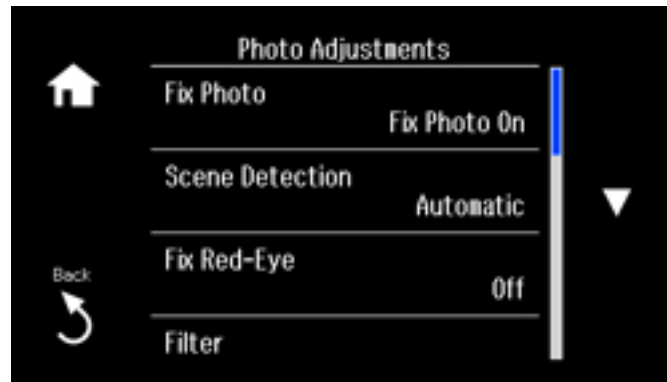 Photo Adjustments
Fix Photo
Fix Photo On
Scene Detection
Automatic
Fix Red-Eye
Off
Filter
Back